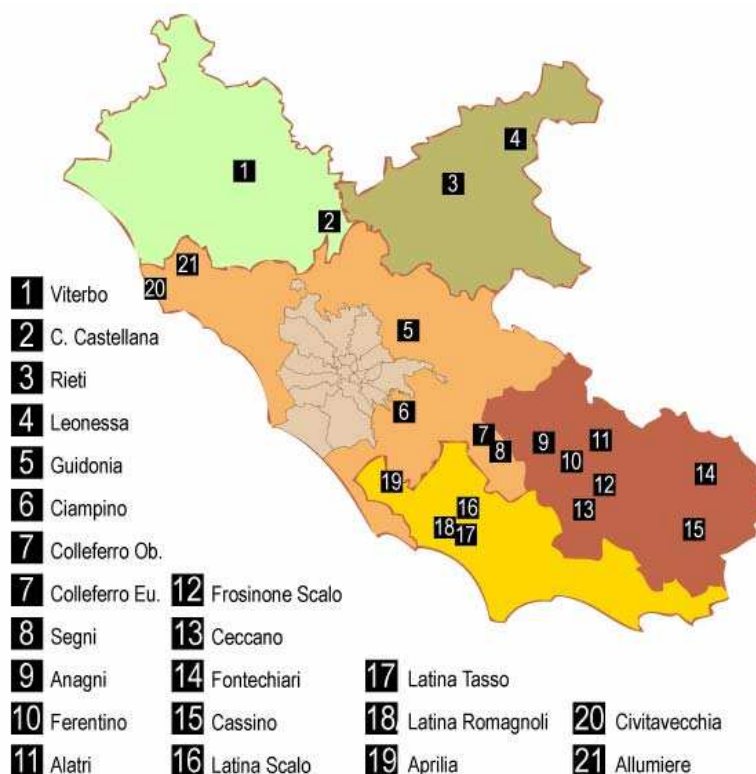 4
1
3
2
21
20
5
6
7
8
9
11
10
12
14
13
15
19
16
18
17
1 Viterbo
2 C. Castellana
3 Rieti
4 Leonessa
5 Guidonia
6 Ciampino
7 Colleferro Ob.
7 Colleferro Eu.
8 Segni
9 Anagni
10 Ferentino
11 Alatri
12 Frosinone Scalo
13 Ceccano
14 Fontechiari
15 Cassino
16 Latina Scalo
17 Latina Tasso
18 Latina Romagnoli
19 Aprilia
20 Civitavecchia
21 Allumiere